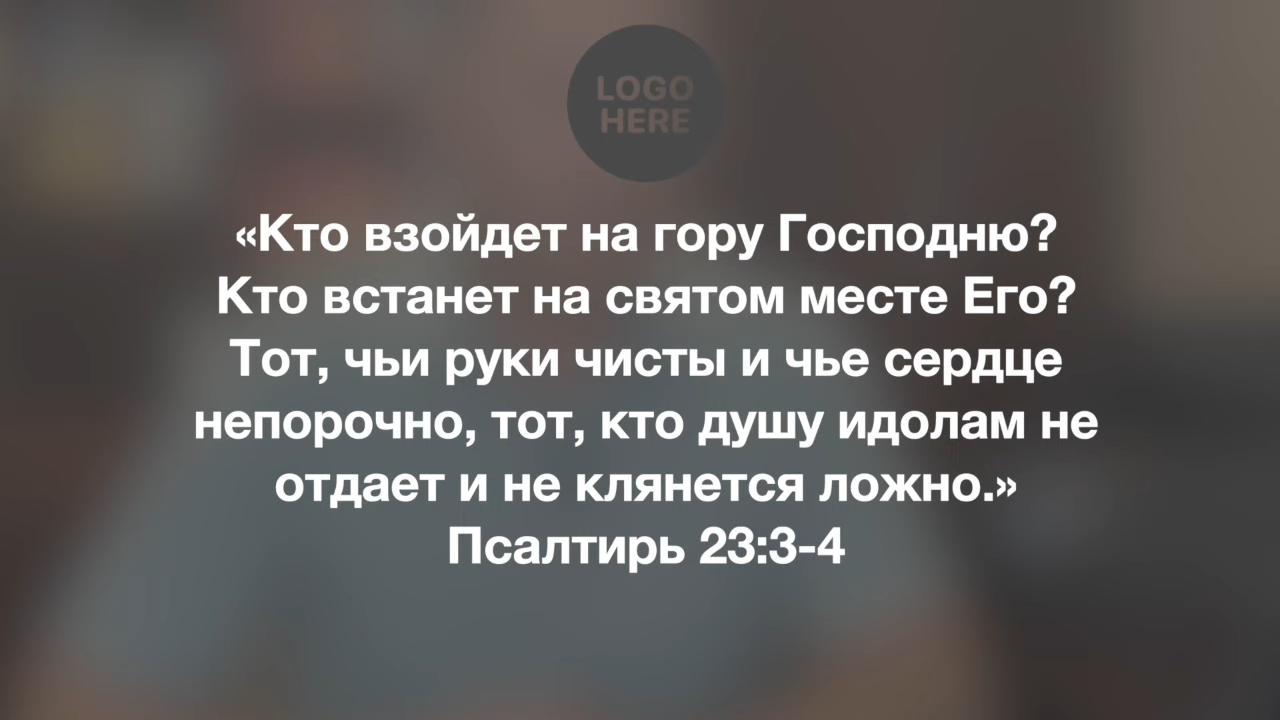 LOGO
HERE
«Кто взойдет на гору Господню?
Кто встанет на святом месте Его?
Тот, чьи руки чисты и чье сердце
непорочно, тот, кто душу идолам не
отдает и не клянется ложно.»
Псалтирь 23:3-4